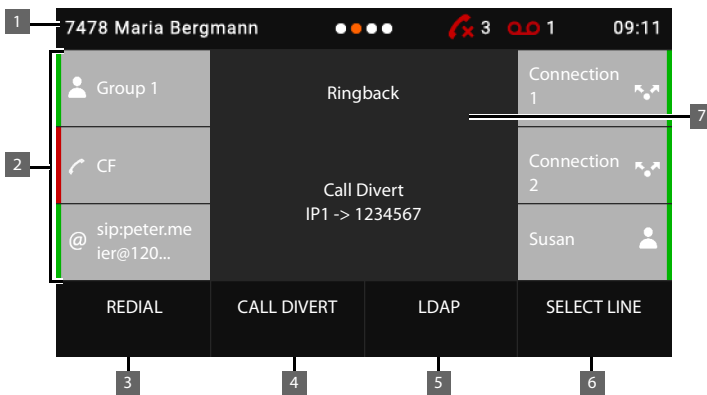 1
7478 Maria Bergmann 3 1 09:11
2
Group 1
CF
@ sip:peter.me
ier@120...
Ringback
Call Divert
IP1 -> 1234567
Connection
1
Connection
2
Susan
7
REDIAL CALL DIVERT LDAP SELECT LINE
3 4 5 6